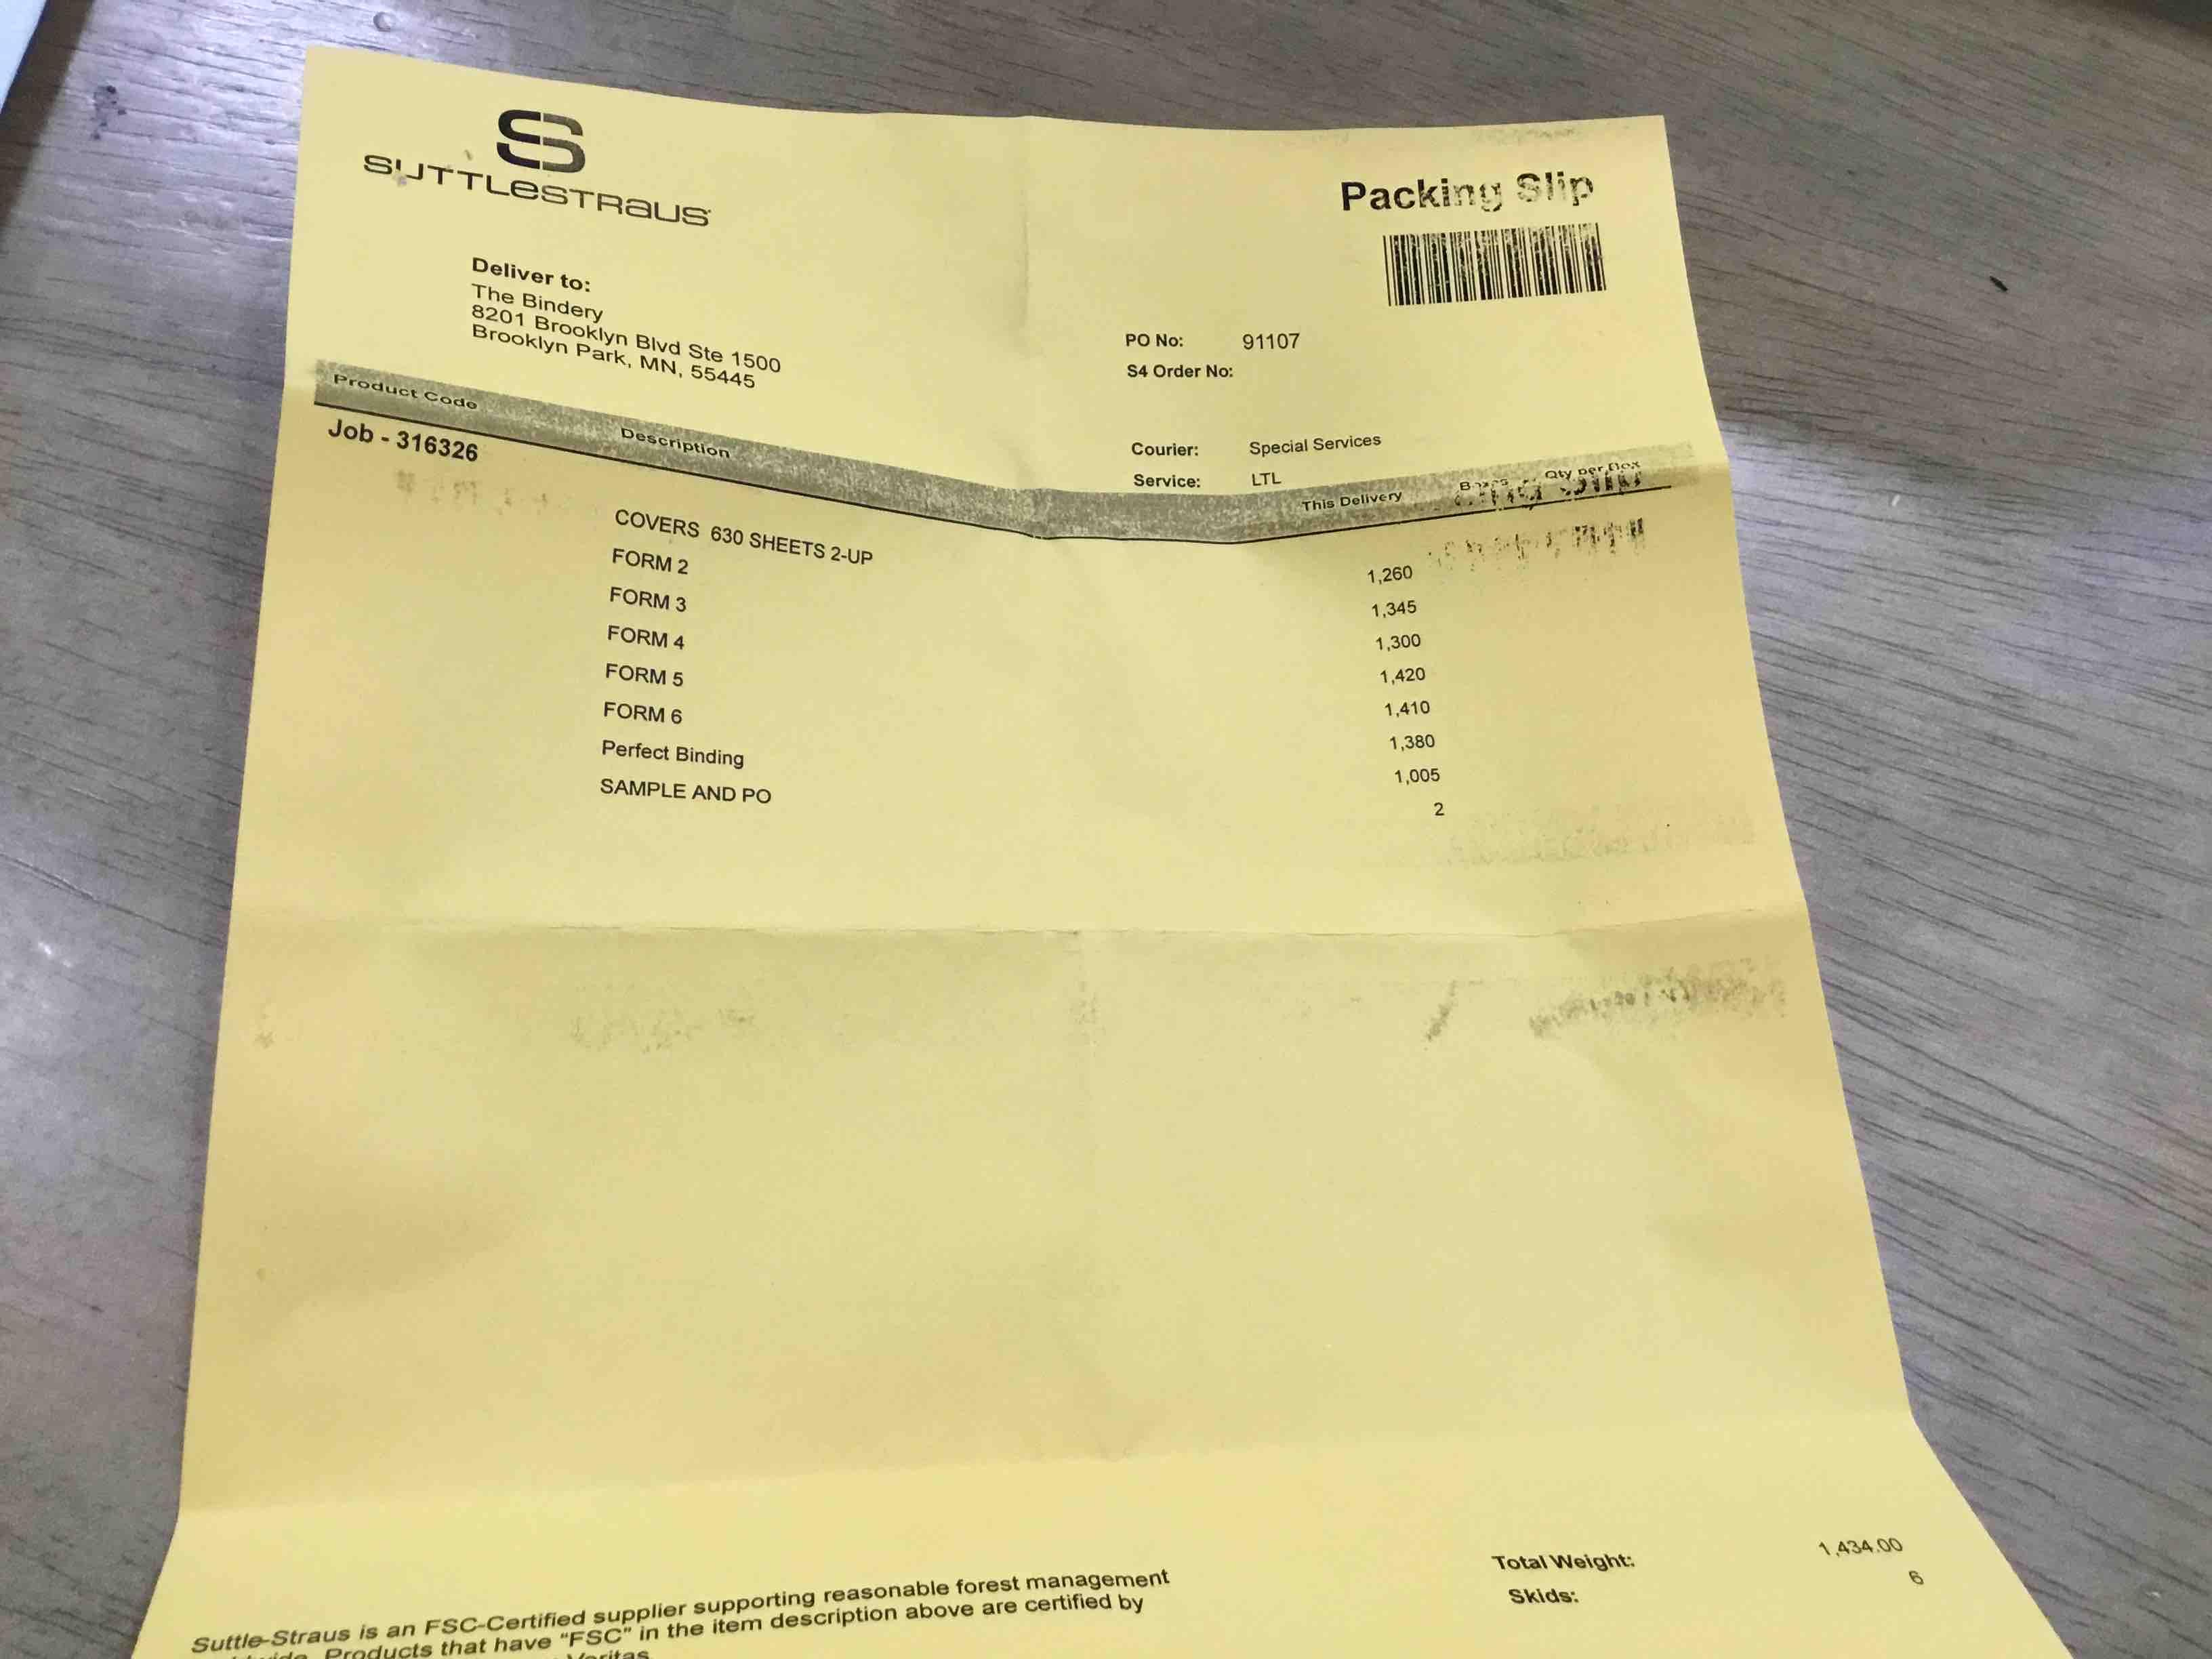 SUTTLESTRAUS
Packing Slip
Deliver to:
The Bindery
8201 Brooklyn Blvd Ste 1500
Brooklyn Park, MN, 55445
PO No: 91107
S4 Order No:
Courier: Special Services
Service: LTL
Product Code Description This Delivery Boxes Qty per Box
Job - 316326
COVERS 630 SHEETS 2-UP 1,260
FORM 2 1,345
FORM 3 1,300
FORM 4 1,420
FORM 5 1,410
FORM 6 1,380
Perfect Binding 1,005
SAMPLE AND PO 2
Total Weight: 1,434.00
Skids: 6
Suttle-Straus is an FSC-Certified supplier supporting reasonable forest management
Products that have "FSC" in the item description above are certified by
Veritas